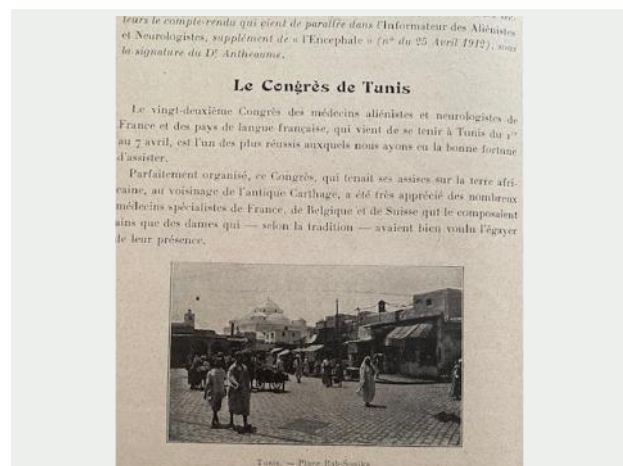 leurs le compte-rendu qui vient de paraître dans l'Informateur des Aliénistes
et Neurologistes, supplément de « l'Encephale » (n° du 25 Avril 1912), sous
la signature du Dr Antheaume.
Le Congrès de Tunis
Le vingt-deuxième Congrès des médecins aliénistes et neurologistes de
France et des pays de langue française, qui vient de se tenir à Tunis du 1er
au 7 avril, est l'un des plus réussis auxquels nous ayons eu la bonne fortune
d'assister.
Parfaitement organisé, ce Congrès, qui tenait ses assises sur la terre afri-
caine, au voisinage de l'antique Carthage, a été très apprécié des nombreux
médecins spécialistes de France, de Belgique et de Suisse qui le composaient
ains que des dames qui — selon la tradition — avaient bien voulu l'égayer
de leur présence.
Tunis. — Place Bab-Souika